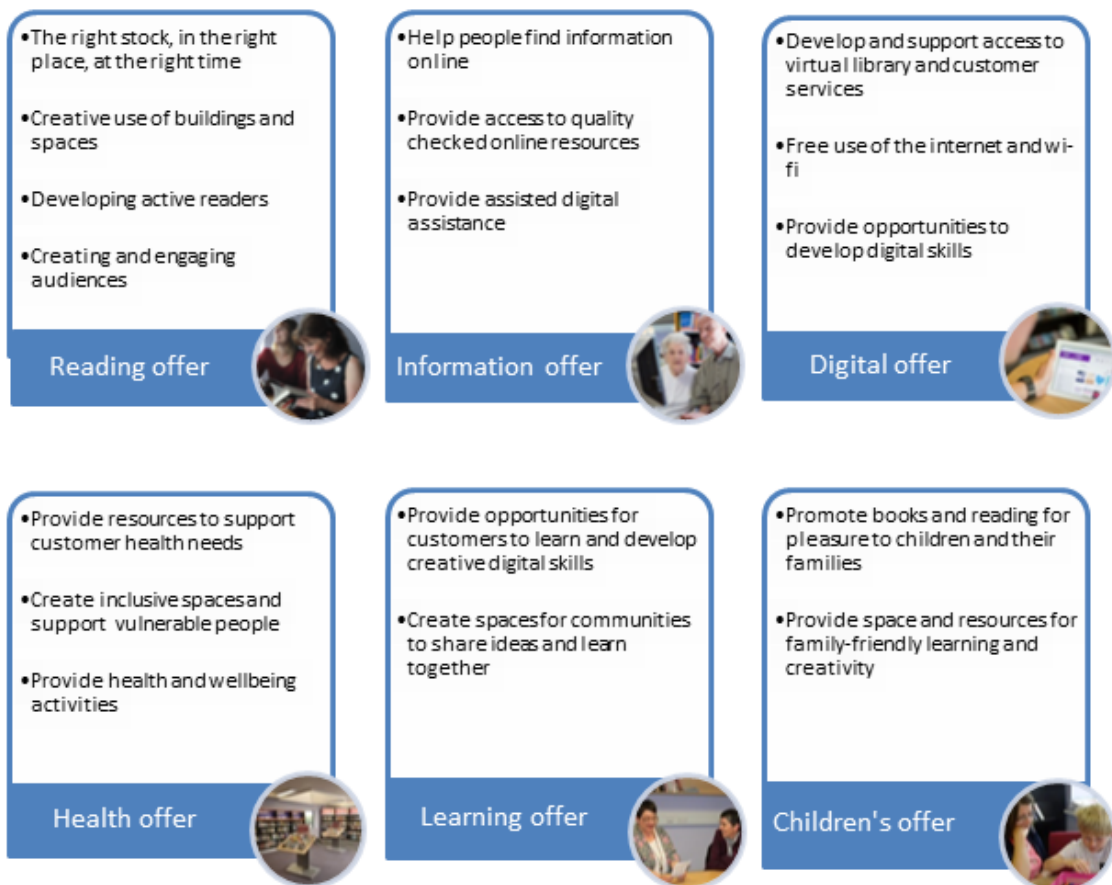 •The right stock, in the right
place, at the right time
•Creative use of buildings and
spaces
•Developing active readers
•Creating and engaging
audiences
Reading offer
•Help people find information
online
•Provide access to quality
checked online resources
•Provide assisted digital
assistance
Information offer
•Develop and support access to
virtual library and customer
services
•Free use of the internet and wi-
fi
•Provide opportunities to
develop digital skills
Digital offer
•Provide resources to support
customer health needs
•Create inclusive spaces and
support vulnerable people
•Provide health and wellbeing
activities
Health offer
•Provide opportunities for
customers to learn and develop
creative digital skills
•Create spaces for communities
to share ideas and learn
together
Learning offer
•Promote books and reading for
pleasure to children and their
families
•Provide space and resources for
family-friendly learning and
creativity
Children's offer